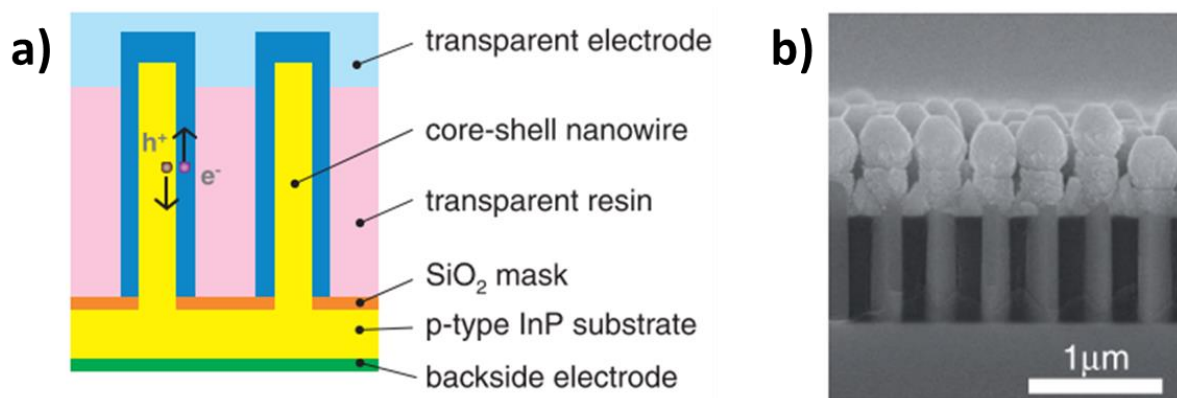 a)
transparent electrode
core-shell nanowire
transparent resin
SiO₂ mask
p-type InP substrate
backside electrode
h⁺
e⁻
b)
1μm